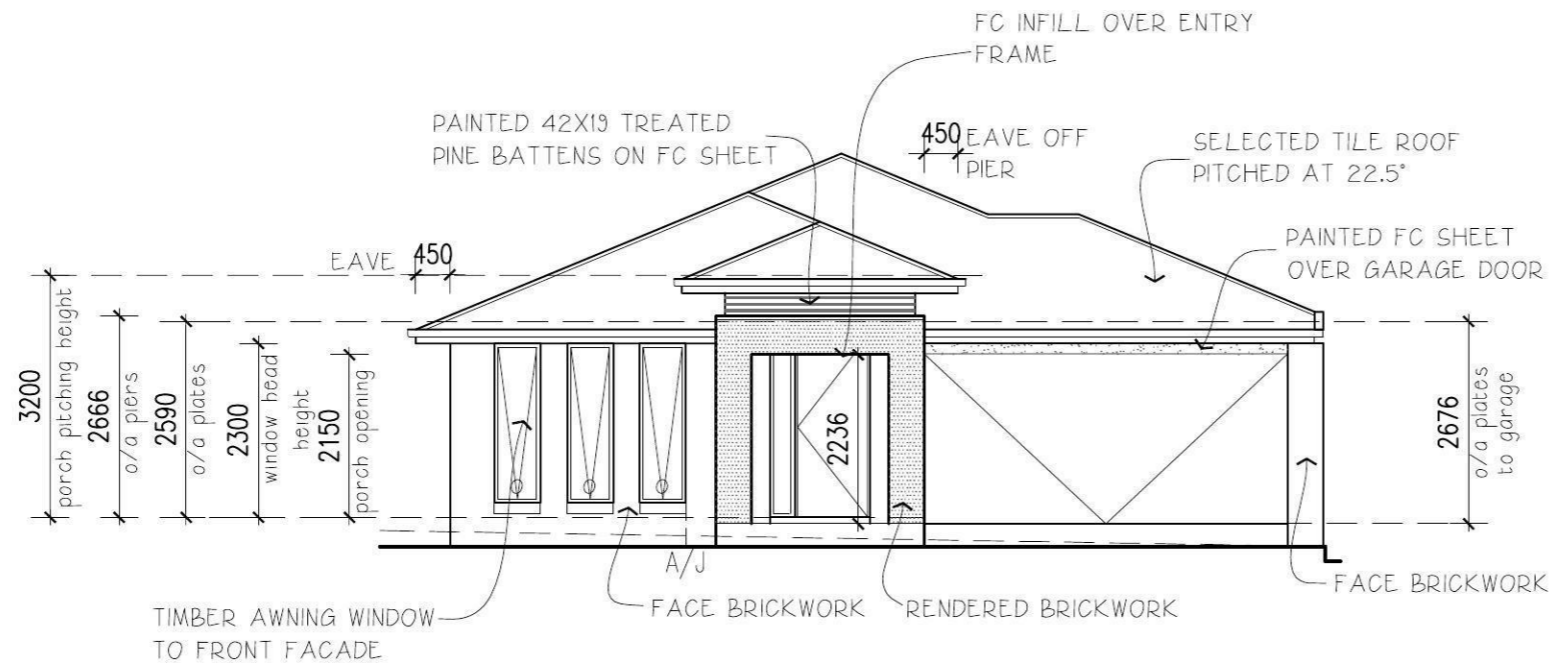 FC INFILL OVER ENTRY
FRAME
PAINTED 42X19 TREATED
PINE BATTENS ON FC SHEET
450 EAVE OFF
PIER
SELECTED TILE ROOF
PITCHED AT 22.5°
PAINTED FC SHEET
OVER GARAGE DOOR
EAVE 450
3200
porch pitching height
2666
o/a piers
2590
o/a plates
2300
window head
height
2150
porch opening
2236
2676
o/a plates
to garage
A/J
TIMBER AWNING WINDOW
TO FRONT FACADE
FACE BRICKWORK
RENDERED BRICKWORK
FACE BRICKWORK